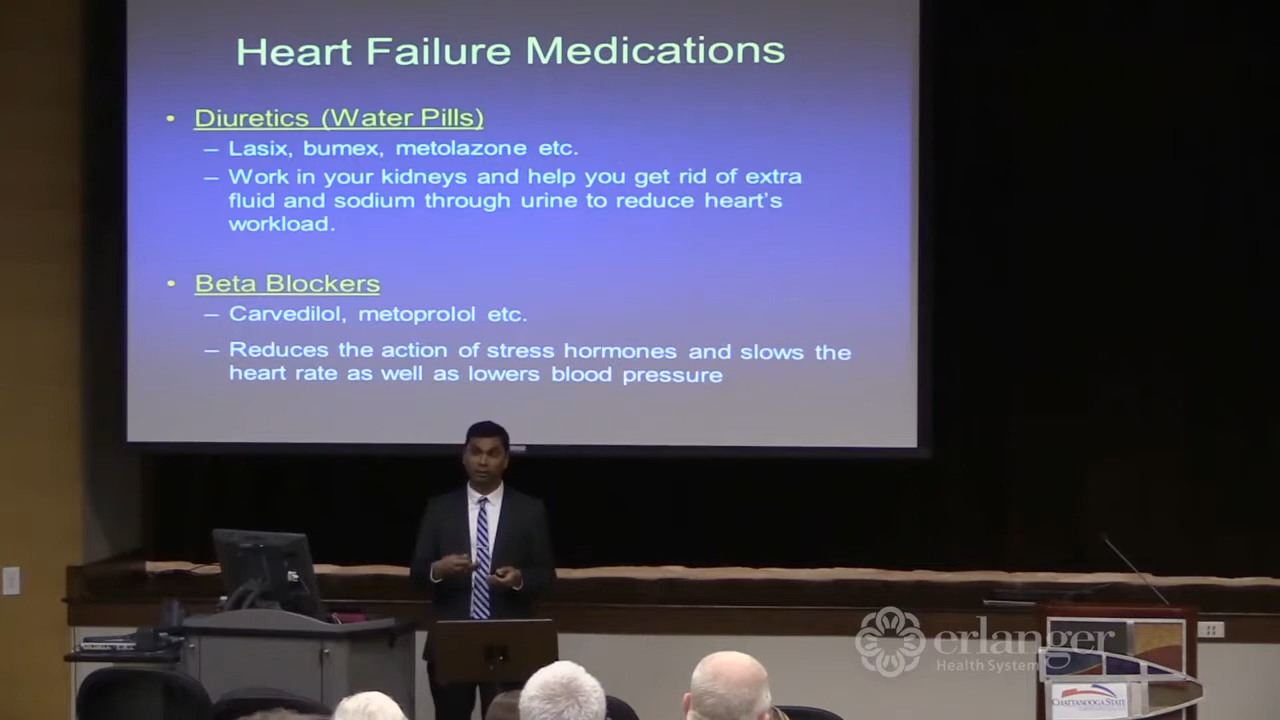 Heart Failure Medications
• Diuretics (Water Pills)
– Lasix, bumex, metolazone etc.
– Work in your kidneys and help you get rid of extra
fluid and sodium through urine to reduce heart's
workload.
• Beta Blockers
– Carvedilol, metoprolol etc.
– Reduces the action of stress hormones and slows the
heart rate as well as lowers blood pressure
erlanger
Health System
CHATTANOOGA STATE